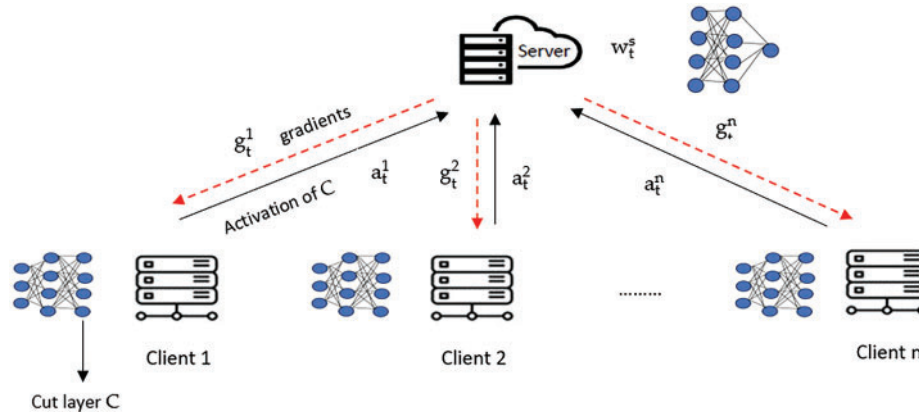 Server
w_t^s
g_t^1 gradients
g_t^n
a_t^1
g_t^2
a_t^2
a_t^n
Activation of C
.........
Client 1
Client 2
Client n
Cut layer C